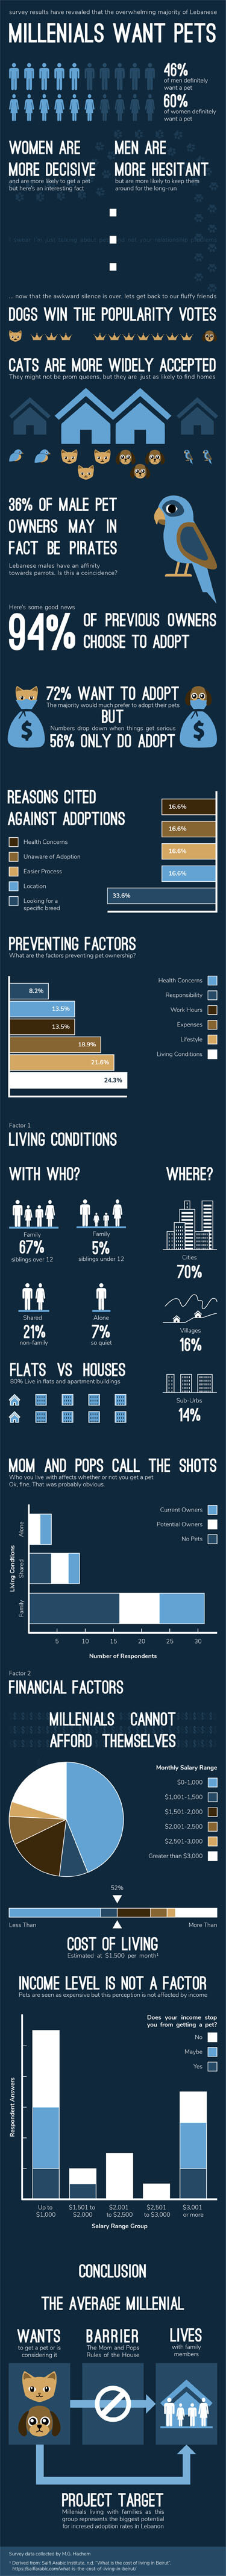 survey results have revealed that the overwhelming majority of Lebanese
MILLENIALS WANT PETS
46%
of men definitely
want a pet
60%
of women definitely
want a pet
WOMEN ARE
MORE DECISIVE
and are more likely to get a pet
but here's an interesting fact
MEN ARE
MORE HESITANT
but are more likely to keep them
around for the long-run
... now that the awkward silence is over, lets get back to our fluffy friends
DOGS WIN THE POPULARITY VOTES
CATS ARE MORE WIDELY ACCEPTED
They might not be prom queens, but they are just as likely to find homes
36% OF MALE PET
OWNERS MAY IN
FACT BE PIRATES
Lebanese males have an affinity
towards parrots. Is this a coincidence?
Here's some good news
94% OF PREVIOUS OWNERS
CHOOSE TO ADOPT
72% WANT TO ADOPT
The majority would much prefer to adopt their pets
BUT
Numbers drop down when things get serious
56% ONLY DO ADOPT
$
$
REASONS CITED
AGAINST ADOPTIONS
Health Concerns
Unaware of Adoption
Easier Process
Location
Looking for a
specific breed
16.6%
16.6%
16.6%
16.6%
33.6%
PREVENTING FACTORS
What are the factors preventing pet ownership?
8.2%
13.5%
13.5%
18.9%
21.6%
24.3%
Health Concerns
Responsibility
Work Hours
Expenses
Lifestyle
Living Conditions
Factor 1
LIVING CONDITIONS
WITH WHO?
WHERE?
Family
67%
siblings over 12
Family
5%
siblings under 12
Cities
70%
Shared
21%
non-family
Alone
7%
so quiet
Villages
16%
FLATS VS HOUSES
80% Live in flats and apartment buildings
Sub-Urbs
14%
MOM AND POPS CALL THE SHOTS
Who you live with affects whether or not you get a pet
Ok, fine. That was probably obvious.
Current Owners
Potential Owners
No Pets
Living Conditions
Alone
Shared
Family
5 10 15 20 25 30
Number of Respondents
Factor 2
FINANCIAL FACTORS
MILLENIALS CANNOT
AFFORD THEMSELVES
Monthly Salary Range
$0-1,000
$1,001-1,500
$1,501-2,000
$2,001-2,500
$2,501-3,000
Greater than $3,000
52%
Less Than
More Than
COST OF LIVING
Estimated at $1,500 per month¹
INCOME LEVEL IS NOT A FACTOR
Pets are seen as expensive but this perception is not affected by income
Does your income stop
you from getting a pet?
No
Maybe
Yes
Respondent Answers
Up to
$1,000
$1,501 to
$2,000
$2,001
to $2,500
$2,501
to $3,000
$3,001
or more
Salary Range Group
CONCLUSION
THE AVERAGE MILLENIAL
WANTS
to get a pet or is
considering it
BARRIER
The Mom and Pops
Rules of the House
LIVES
with family
members
PROJECT TARGET
Millenials living with families as this
group represents the biggest potential
for incresed adoption rates in Lebanon
Survey data collected by M.G. Hachem